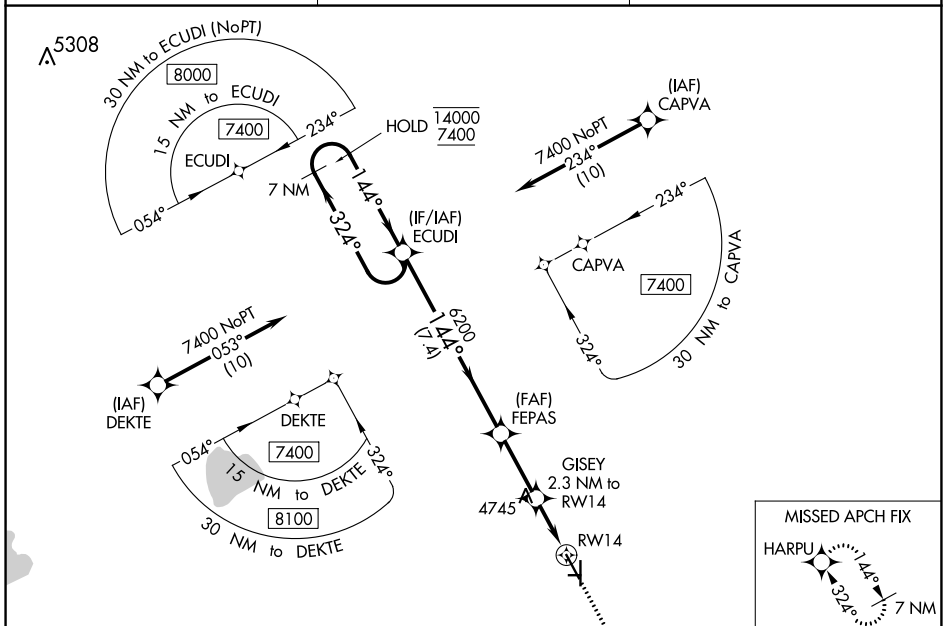 5308
30 NM to ECUDI (NoPT)
8000
15 NM to ECUDI
7400
ECUDI
234°
054°
HOLD
14000
7400
7 NM
144°
324°
(IF/IAF)
ECUDI
(IAF)
CAPVA
7400 NoPT
234°
(10)
234°
CAPVA
7400
324°
30 NM to CAPVA
6200
144°
(7.4)
7400 NoPT
053°
(10)
(IAF)
DEKTE
DEKTE
054°
7400
324°
15 NM to DEKTE
8100
30 NM to DEKTE
(FAF)
FEPAS
GISEY
2.3 NM to
RW14
4745
RW14
MISSED APCH FIX
HARPU
144°
324°
7 NM